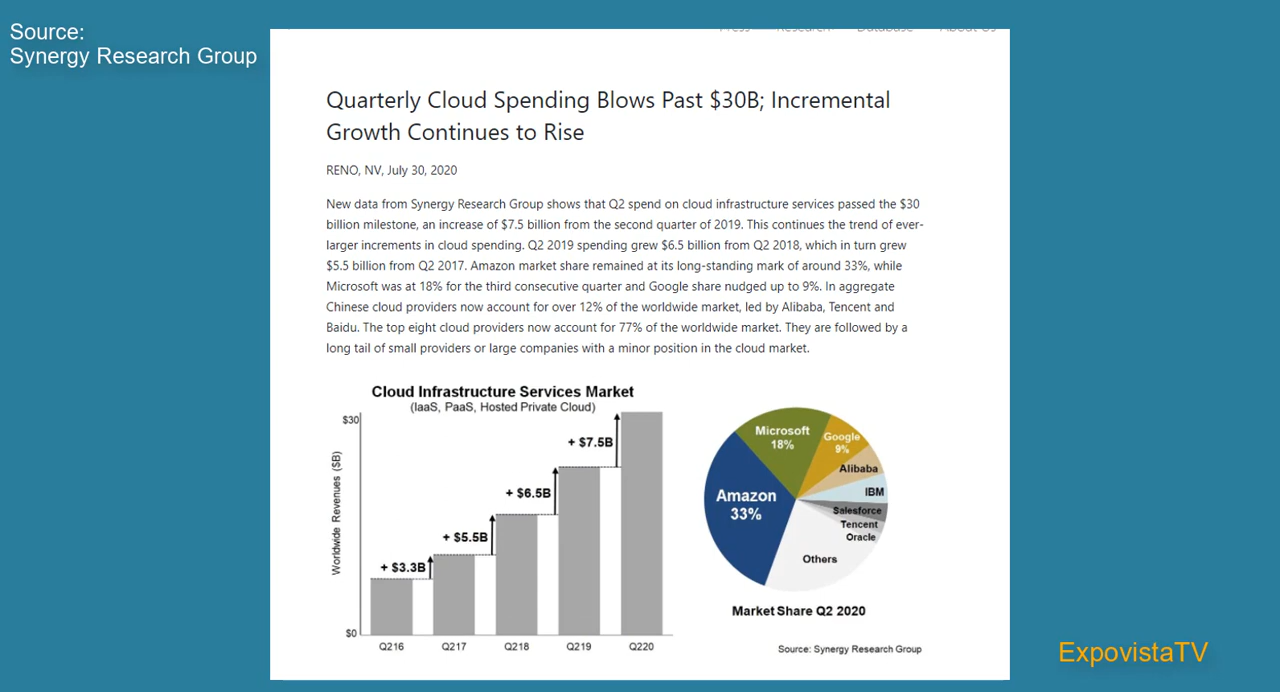 Source:
Synergy Research Group
Press Research Database About Us
Quarterly Cloud Spending Blows Past $30B; Incremental
Growth Continues to Rise
RENO, NV, July 30, 2020
New data from Synergy Research Group shows that Q2 spend on cloud infrastructure services passed the $30
billion milestone, an increase of $7.5 billion from the second quarter of 2019. This continues the trend of ever-
larger increments in cloud spending. Q2 2019 spending grew $6.5 billion from Q2 2018, which in turn grew
$5.5 billion from Q2 2017. Amazon market share remained at its long-standing mark of around 33%, while
Microsoft was at 18% for the third consecutive quarter and Google share nudged up to 9%. In aggregate
Chinese cloud providers now account for over 12% of the worldwide market, led by Alibaba, Tencent and
Baidu. The top eight cloud providers now account for 77% of the worldwide market. They are followed by a
long tail of small providers or large companies with a minor position in the cloud market.
Cloud Infrastructure Services Market
(IaaS, PaaS, Hosted Private Cloud)
$30
Worldwide Revenues ($B)
$0
+ $3.3B
+ $5.5B
+ $6.5B
+ $7.5B
Q216 Q217 Q218 Q219 Q220
Microsoft
18%
Google
9%
Alibaba
IBM
Salesforce
Tencent
Oracle
Others
Amazon
33%
Market Share Q2 2020
Source: Synergy Research Group
ExpovistaTV